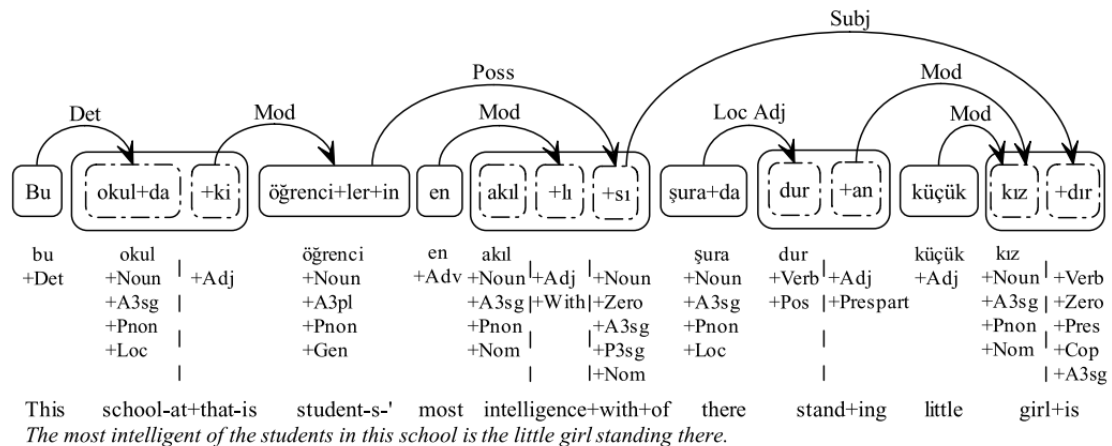 Subj
Poss Mod
Det Mod Mod Loc Adj Mod
Bu okul+da +ki öğrenci+ler+in en akıl +lı +sı şura+da dur +an küçük kız +dır
bu okul öğrenci en akıl şura dur küçük kız
+Det +Noun +Adj +Noun +Adv +Noun +Adj +Noun +Noun +Verb +Adj +Adj +Noun +Verb
+A3sg +A3pl +A3sg +With +Zero +A3sg +Pos +Prespart +A3sg +Zero
+Pnon +Pnon +Pnon +A3sg +Pnon +Pnon +Pres
+Loc +Gen +Nom +P3sg +Loc +Nom +Cop
+Nom +A3sg
This school-at+that-is student-s-' most intelligence+with+of there stand+ing little girl+is
The most intelligent of the students in this school is the little girl standing there.